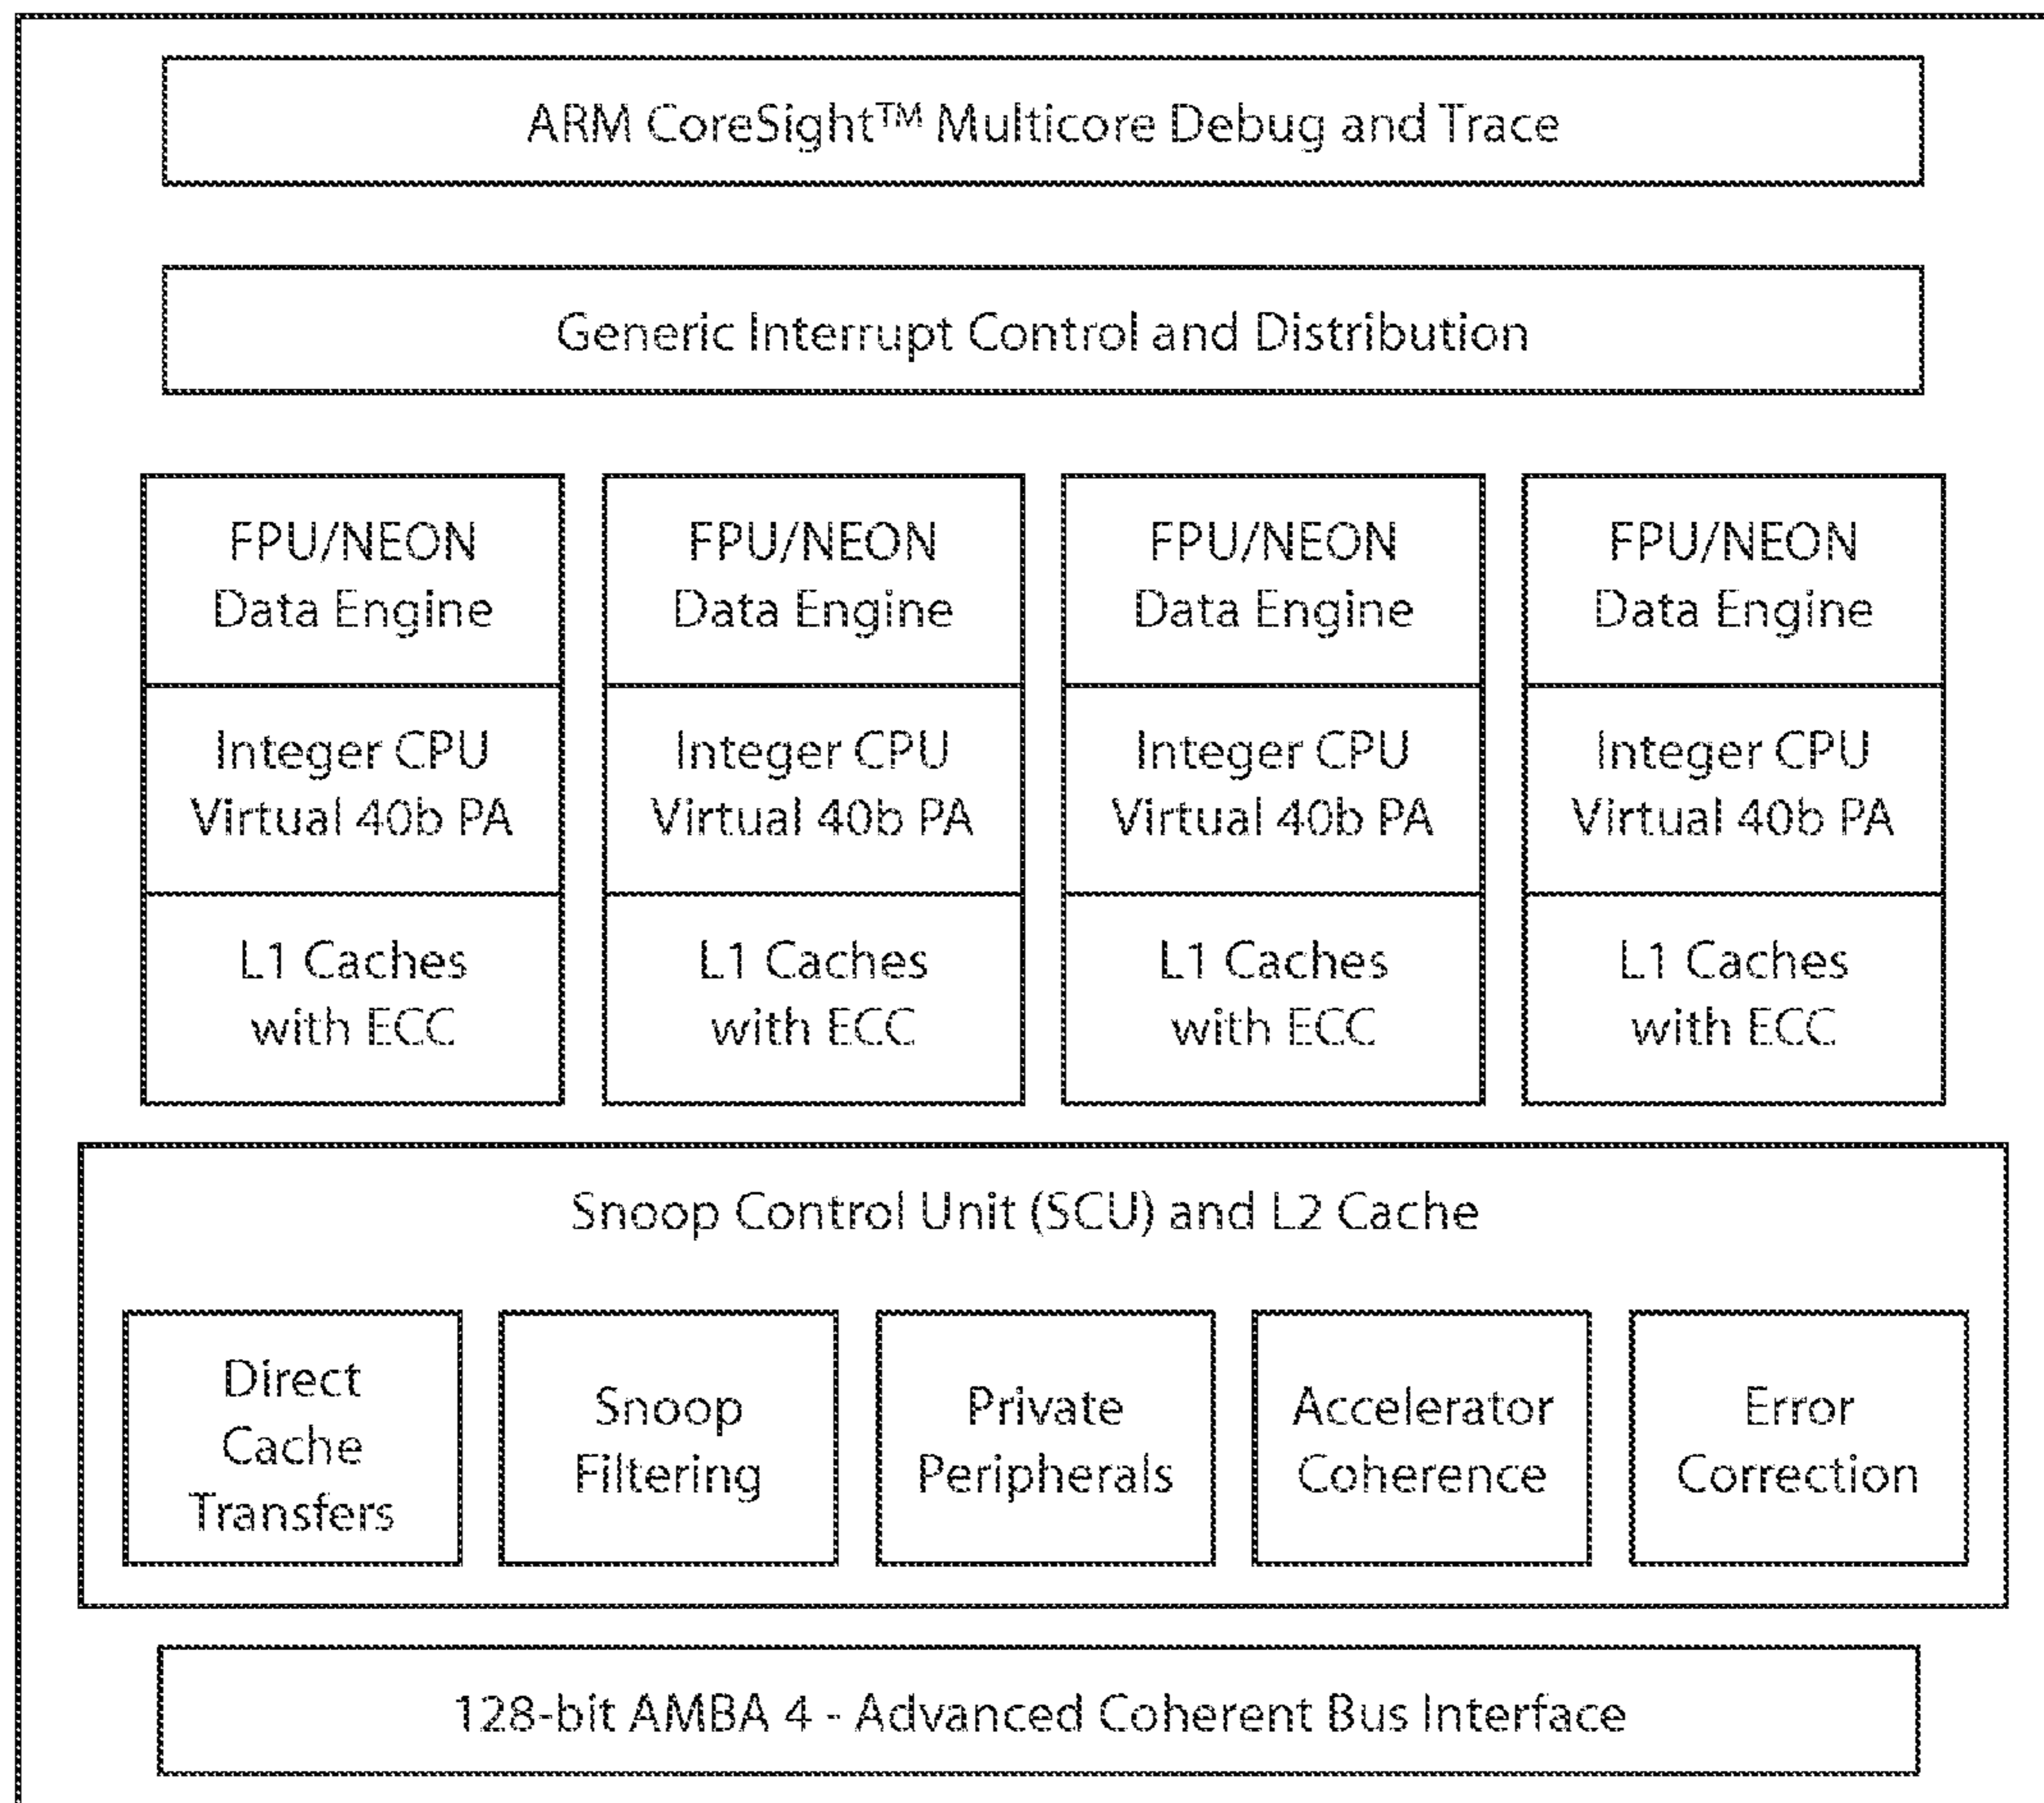 ARM CoreSight™ Multicore Debug and Trace
Generic Interrupt Control and Distribution
FPU/NEON
Data Engine
Integer CPU
Virtual 40b PA
L1 Caches
with ECC
FPU/NEON
Data Engine
Integer CPU
Virtual 40b PA
L1 Caches
with ECC
FPU/NEON
Data Engine
Integer CPU
Virtual 40b PA
L1 Caches
with ECC
FPU/NEON
Data Engine
Integer CPU
Virtual 40b PA
L1 Caches
with ECC
Snoop Control Unit (SCU) and L2 Cache
Direct
Cache
Transfers
Snoop
Filtering
Private
Peripherals
Accelerator
Coherence
Error
Correction
128-bit AMBA 4 - Advanced Coherent Bus Interface